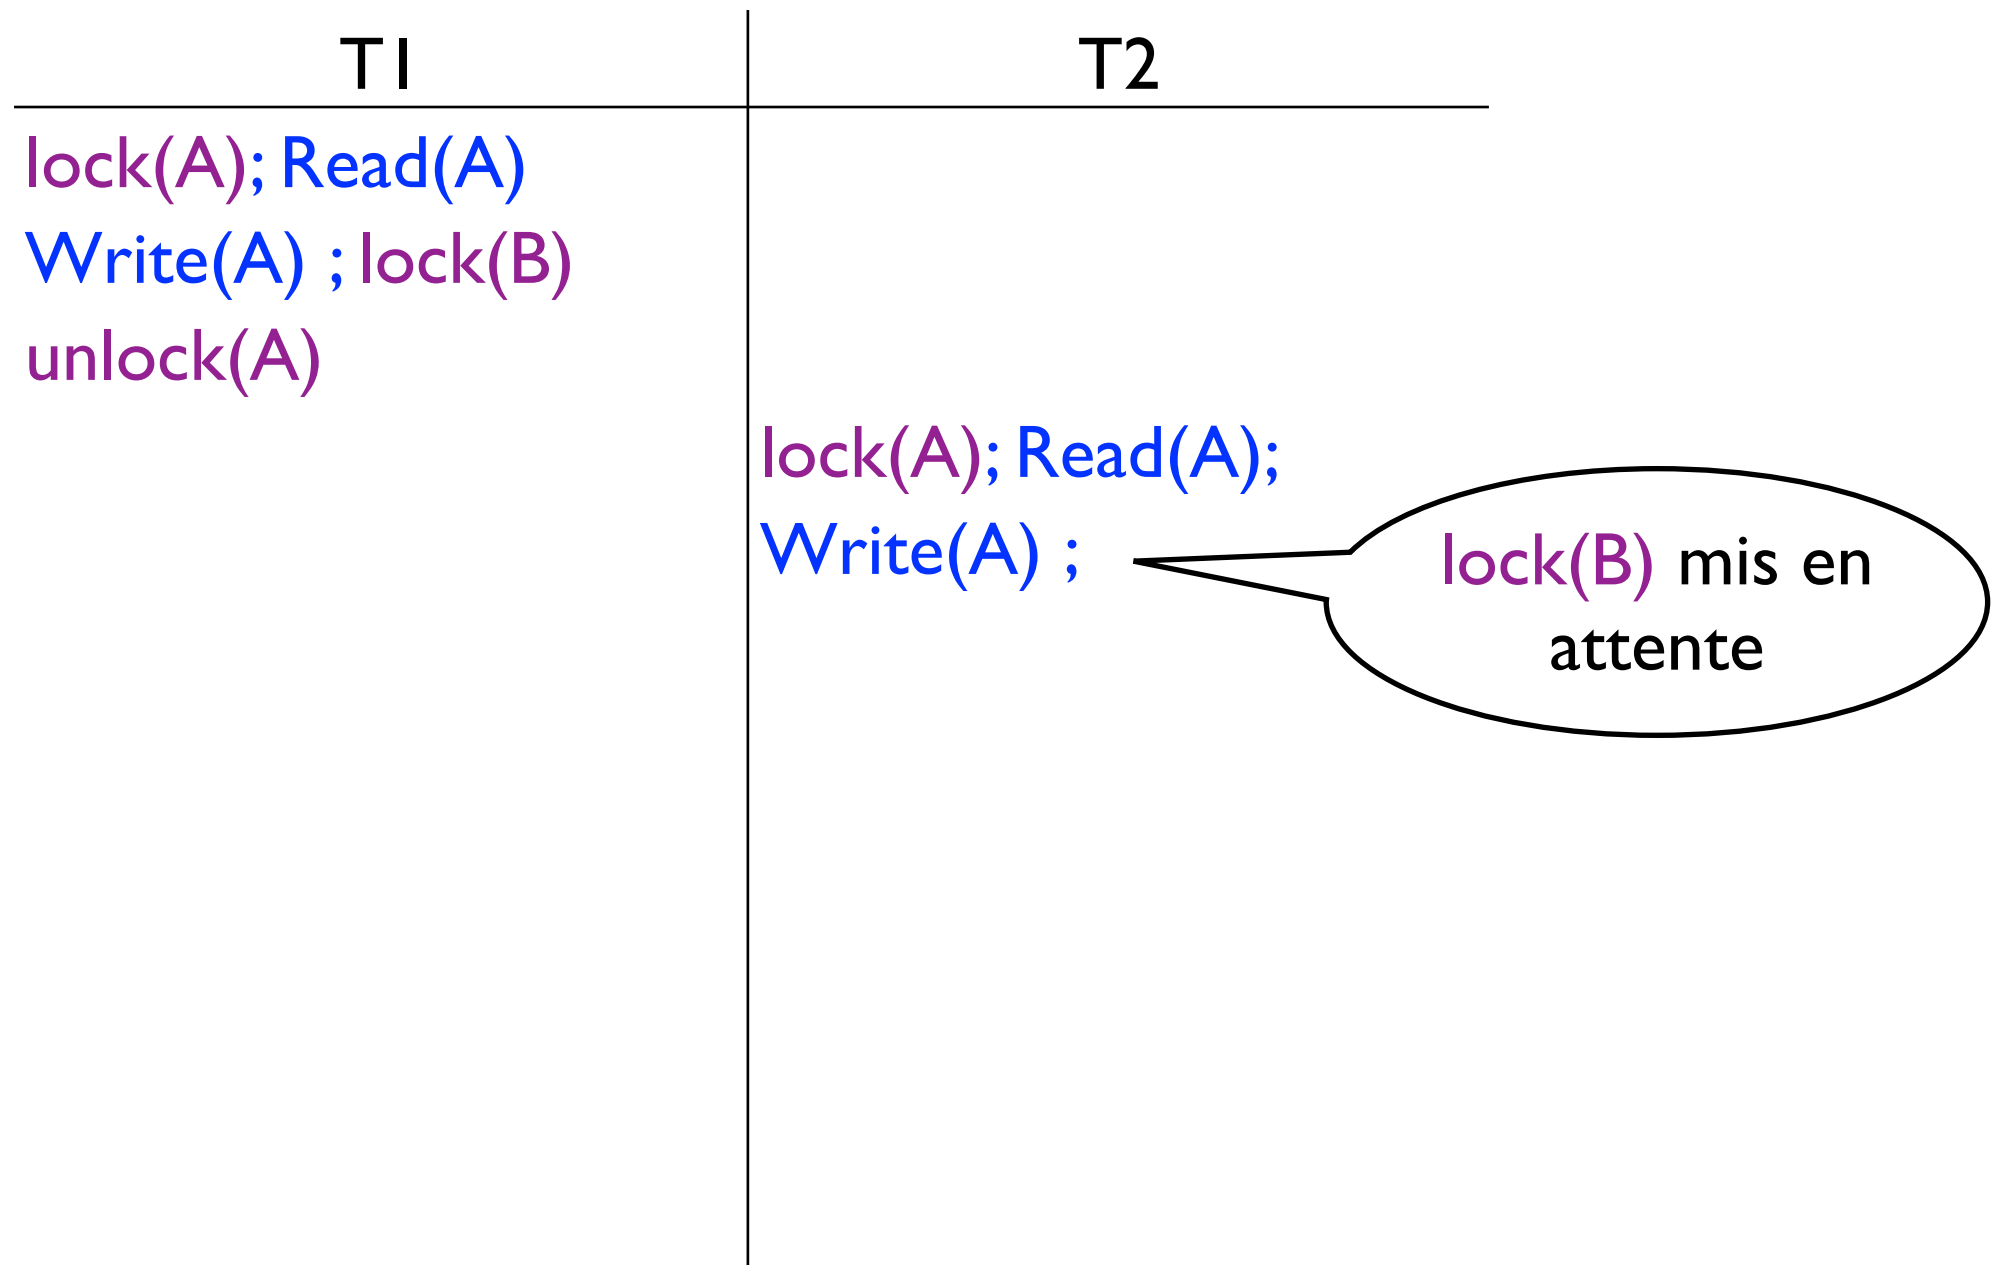 T1
T2
lock(A); Read(A)
Write(A) ; lock(B)
unlock(A)
lock(A); Read(A);
Write(A) ;
lock(B) mis en
attente